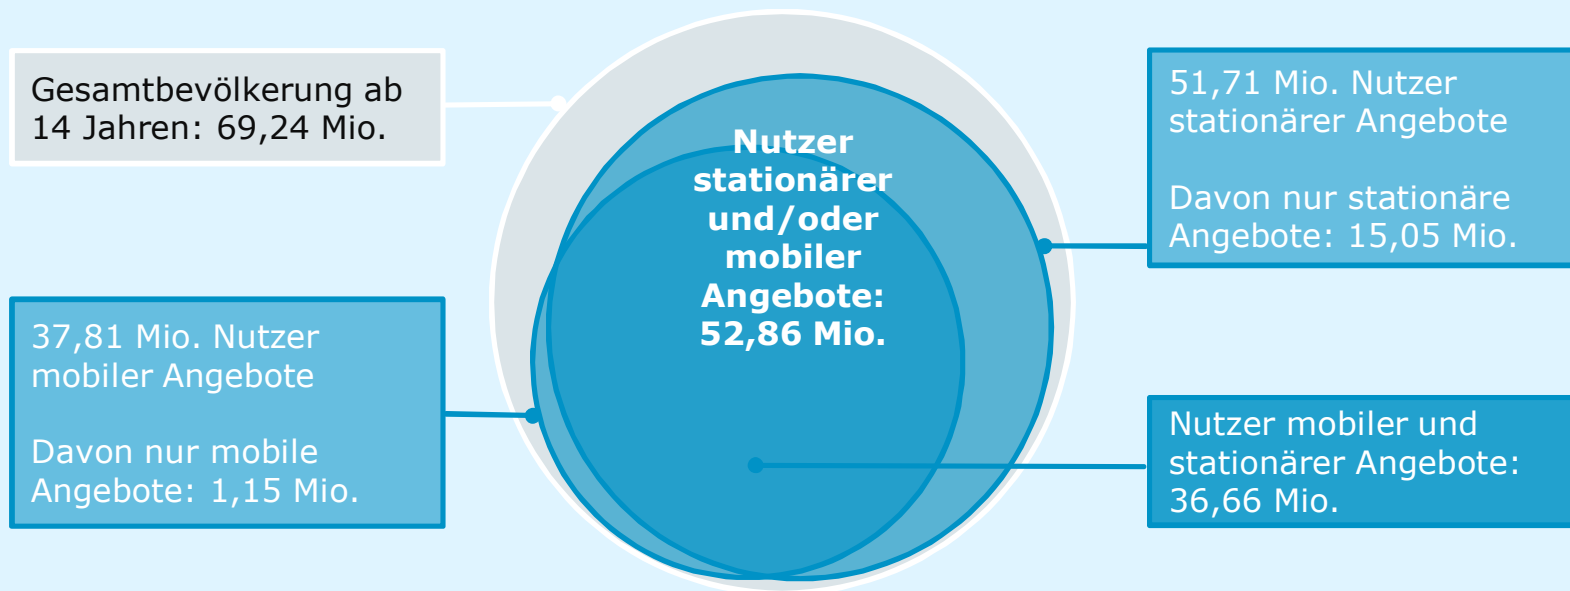 Gesamtbevölkerung ab
14 Jahren: 69,24 Mio.
37,81 Mio. Nutzer
mobiler Angebote
Davon nur mobile
Angebote: 1,15 Mio.
Nutzer
stationärer
und/oder
mobiler
Angebote:
52,86 Mio.
51,71 Mio. Nutzer
stationärer Angebote
Davon nur stationäre
Angebote: 15,05 Mio.
Nutzer mobiler und
stationärer Angebote:
36,66 Mio.